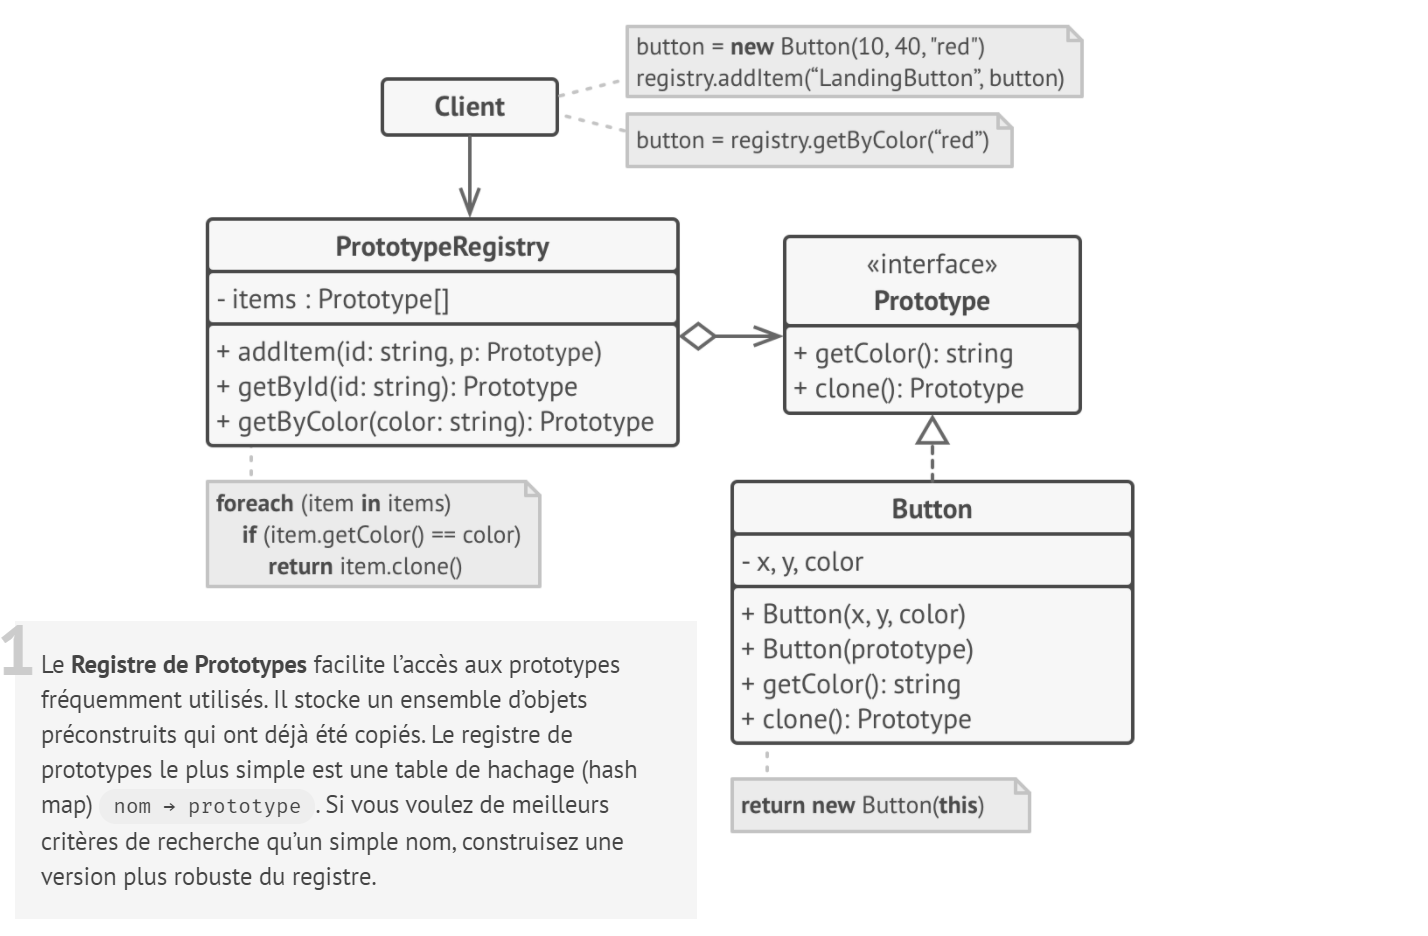 button = new Button(10, 40, "red")
registry.addItem(“LandingButton”, button)
Client
button = registry.getByColor(“red”)
PrototypeRegistry
- items : Prototype[]
+ addItem(id: string, p: Prototype)
+ getById(id: string): Prototype
+ getByColor(color: string): Prototype
«interface»
Prototype
+ getColor(): string
+ clone(): Prototype
foreach (item in items)
if (item.getColor() == color)
return item.clone()
Button
- x, y, color
+ Button(x, y, color)
+ Button(prototype)
+ getColor(): string
+ clone(): Prototype
return new Button(this)
1
Le Registre de Prototypes facilite l’accès aux prototypes
fréquemment utilisés. Il stocke un ensemble d’objets
préconstruits qui ont déjà été copiés. Le registre de
prototypes le plus simple est une table de hachage (hash
map) nom → prototype . Si vous voulez de meilleurs
critères de recherche qu’un simple nom, construisez une
version plus robuste du registre.